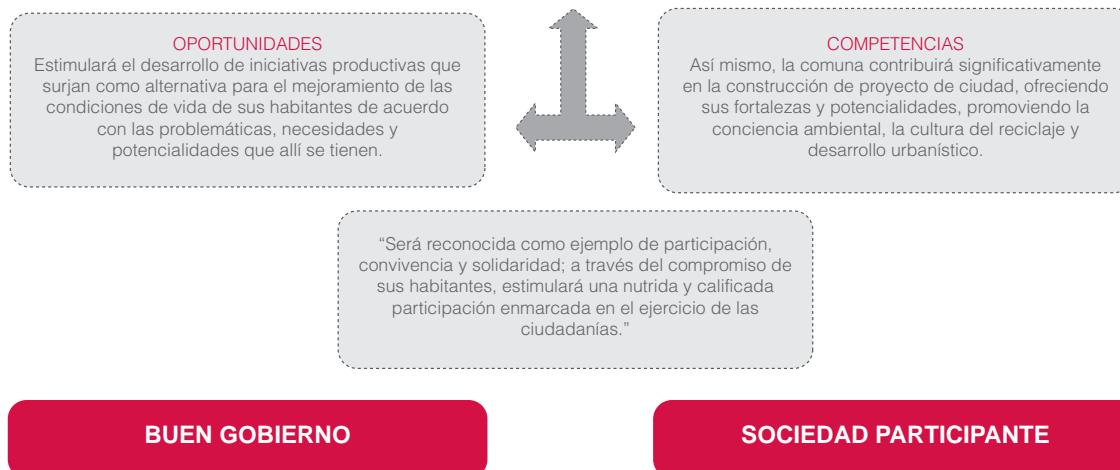 OPORTUNIDADES
Estimulará el desarrollo de iniciativas productivas que
surjan como alternativa para el mejoramiento de las
condiciones de vida de sus habitantes de acuerdo
con las problemáticas, necesidades y
potencialidades que allí se tienen.
COMPETENCIAS
Así mismo, la comuna contribuirá significativamente
en la construcción de proyecto de ciudad, ofreciendo
sus fortalezas y potencialidades, promoviendo la
conciencia ambiental, la cultura del reciclaje y
desarrollo urbanístico.
“Será reconocida como ejemplo de participación,
convivencia y solidaridad; a través del compromiso de
sus habitantes, estimulará una nutrida y calificada
participación enmarcada en el ejercicio de las
ciudadanías.”
BUEN GOBIERNO
SOCIEDAD PARTICIPANTE